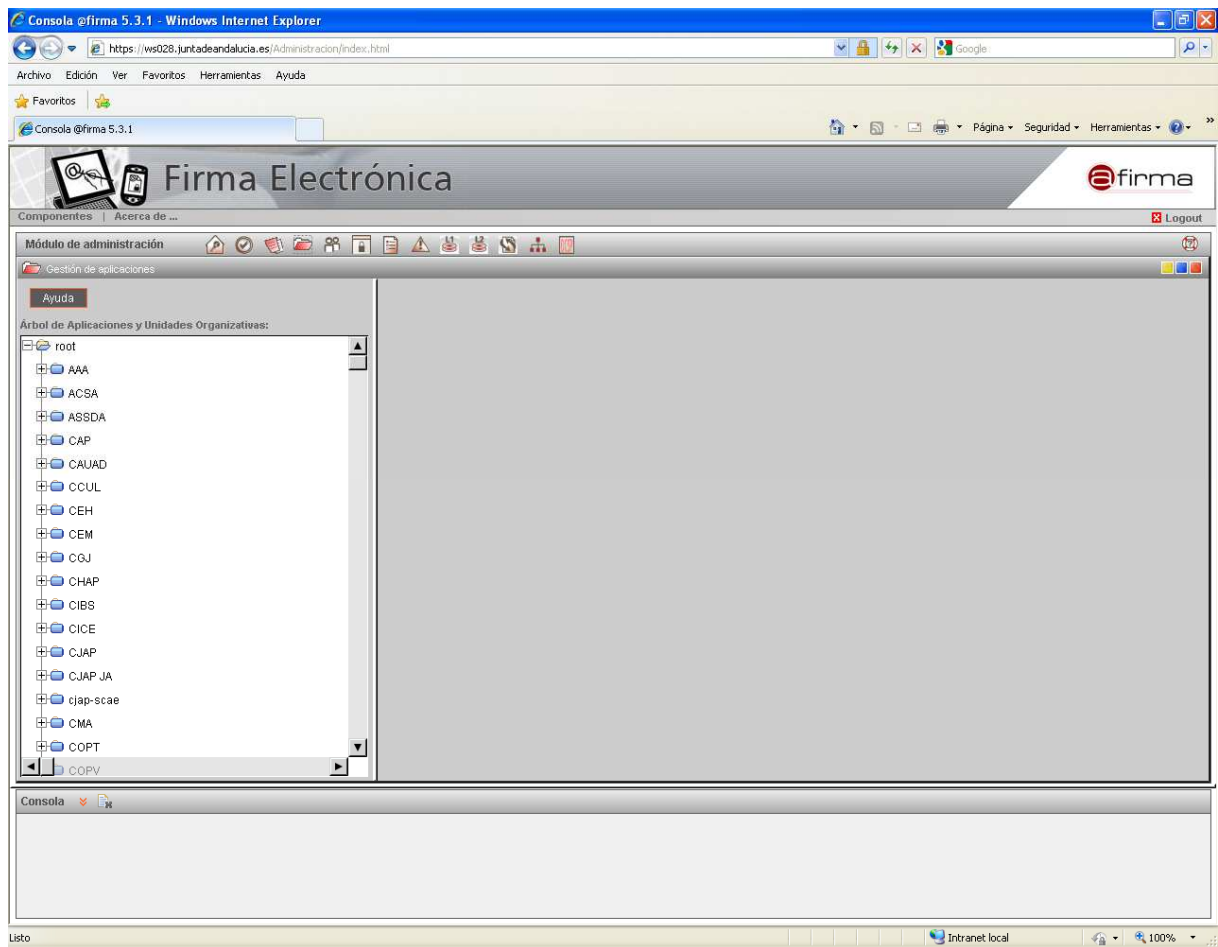 Consola @firma 5.3.1 - Windows Internet Explorer
https://ws028.juntadeandalucia.es/Administracion/index.html
Google
Archivo Edición Ver Favoritos Herramientas Ayuda
Favoritos
Consola @firma 5.3.1
Página Seguridad Herramientas
Firma Electrónica
@firma
Componentes | Acerca de ...
Logout
Módulo de administración
Gestión de aplicaciones
Ayuda
Árbol de Aplicaciones y Unidades Organizativas:
root
AAA
ACSA
ASSDA
CAP
CAUAD
CCUL
CEH
CEM
CGJ
CHAP
CIBS
CICE
CJAP
CJAP JA
cjap-scae
CMA
COPT
COPV
Consola
Listo
Intranet local
100%